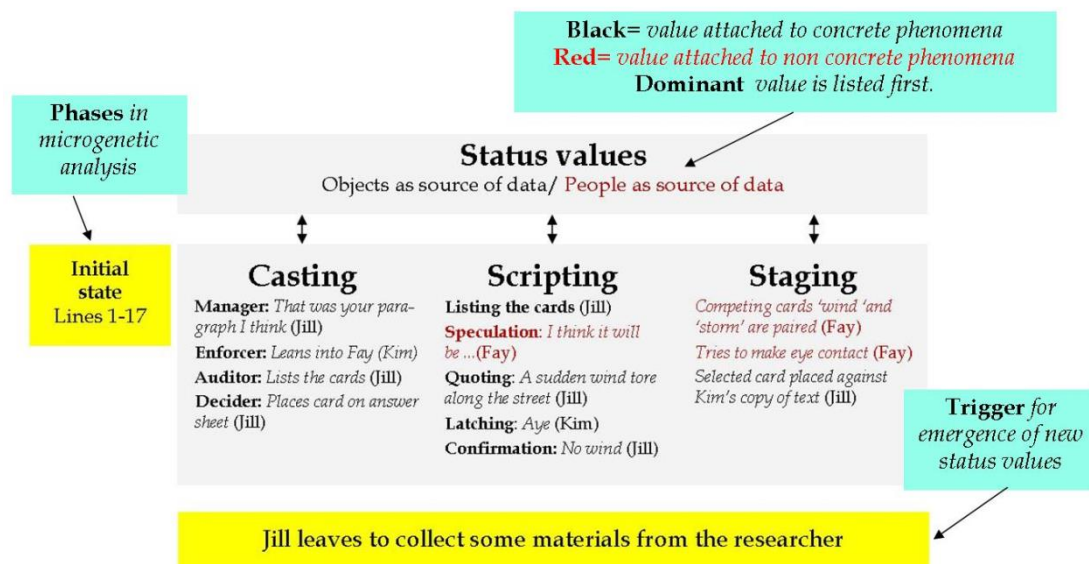 Black= value attached to concrete phenomena
Red= value attached to non concrete phenomena
Dominant value is listed first.
Phases in
microgenetic
analysis
Status values
Objects as source of data/ People as source of data
Initial
state
Lines 1-17
Casting
Manager: That was your para-
graph I think (Jill)
Enforcer: Leans into Fay (Kim)
Auditor: Lists the cards (Jill)
Decider: Places card on answer
sheet (Jill)
Scripting
Listing the cards (Jill)
Speculation: I think it will
be ...(Fay)
Quoting: A sudden wind tore
along the street (Jill)
Latching: Aye (Kim)
Confirmation: No wind (Jill)
Staging
Competing cards ‘wind ‘and
‘storm’ are paired (Fay)
Tries to make eye contact (Fay)
Selected card placed against
Kim’s copy of text (Jill)
Trigger for
emergence of new
status values
Jill leaves to collect some materials from the researcher